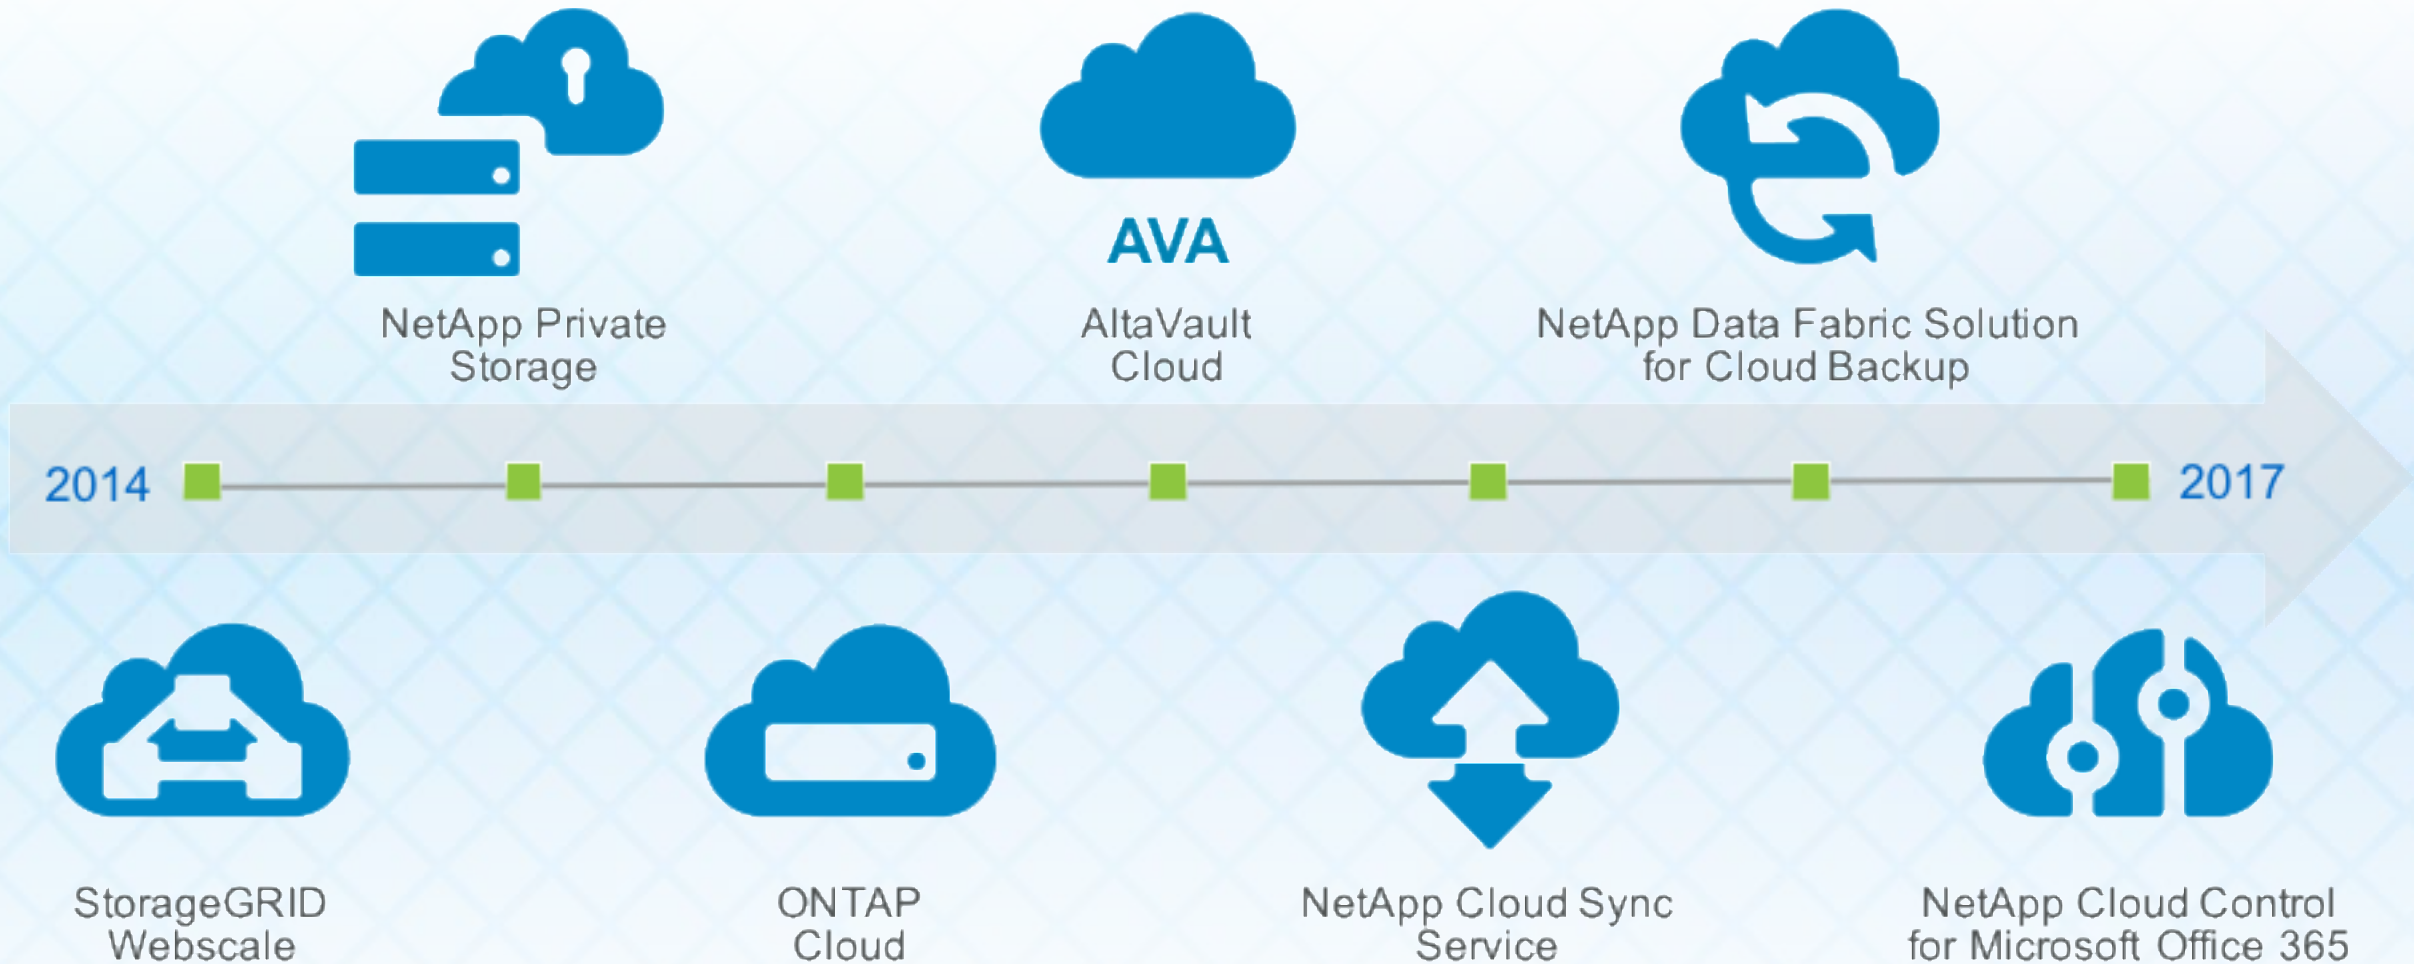 AVA
NetApp Private
Storage
AltaVault
Cloud
NetApp Data Fabric Solution
for Cloud Backup
2014
2017
StorageGRID
Webscale
ONTAP
Cloud
NetApp Cloud Sync
Service
NetApp Cloud Control
for Microsoft Office 365